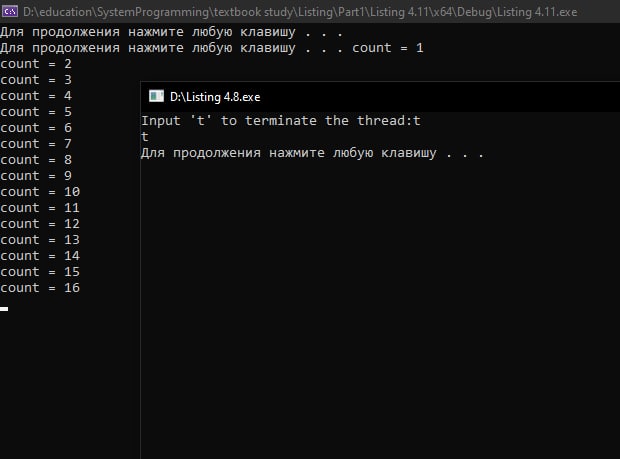 D:\education\SystemProgramming\textbook study\Listing\Part1\Listing 4.11\x64\Debug\Listing 4.11.exe
Для продолжения нажмите любую клавишу . . .
Для продолжения нажмите любую клавишу . . . count = 1
count = 2
count = 3
count = 4
count = 5
count = 6
count = 7
count = 8
count = 9
count = 10
count = 11
count = 12
count = 13
count = 14
count = 15
count = 16
D:\Listing 4.8.exe
Input 't' to terminate the thread:t
t
Для продолжения нажмите любую клавишу . . .